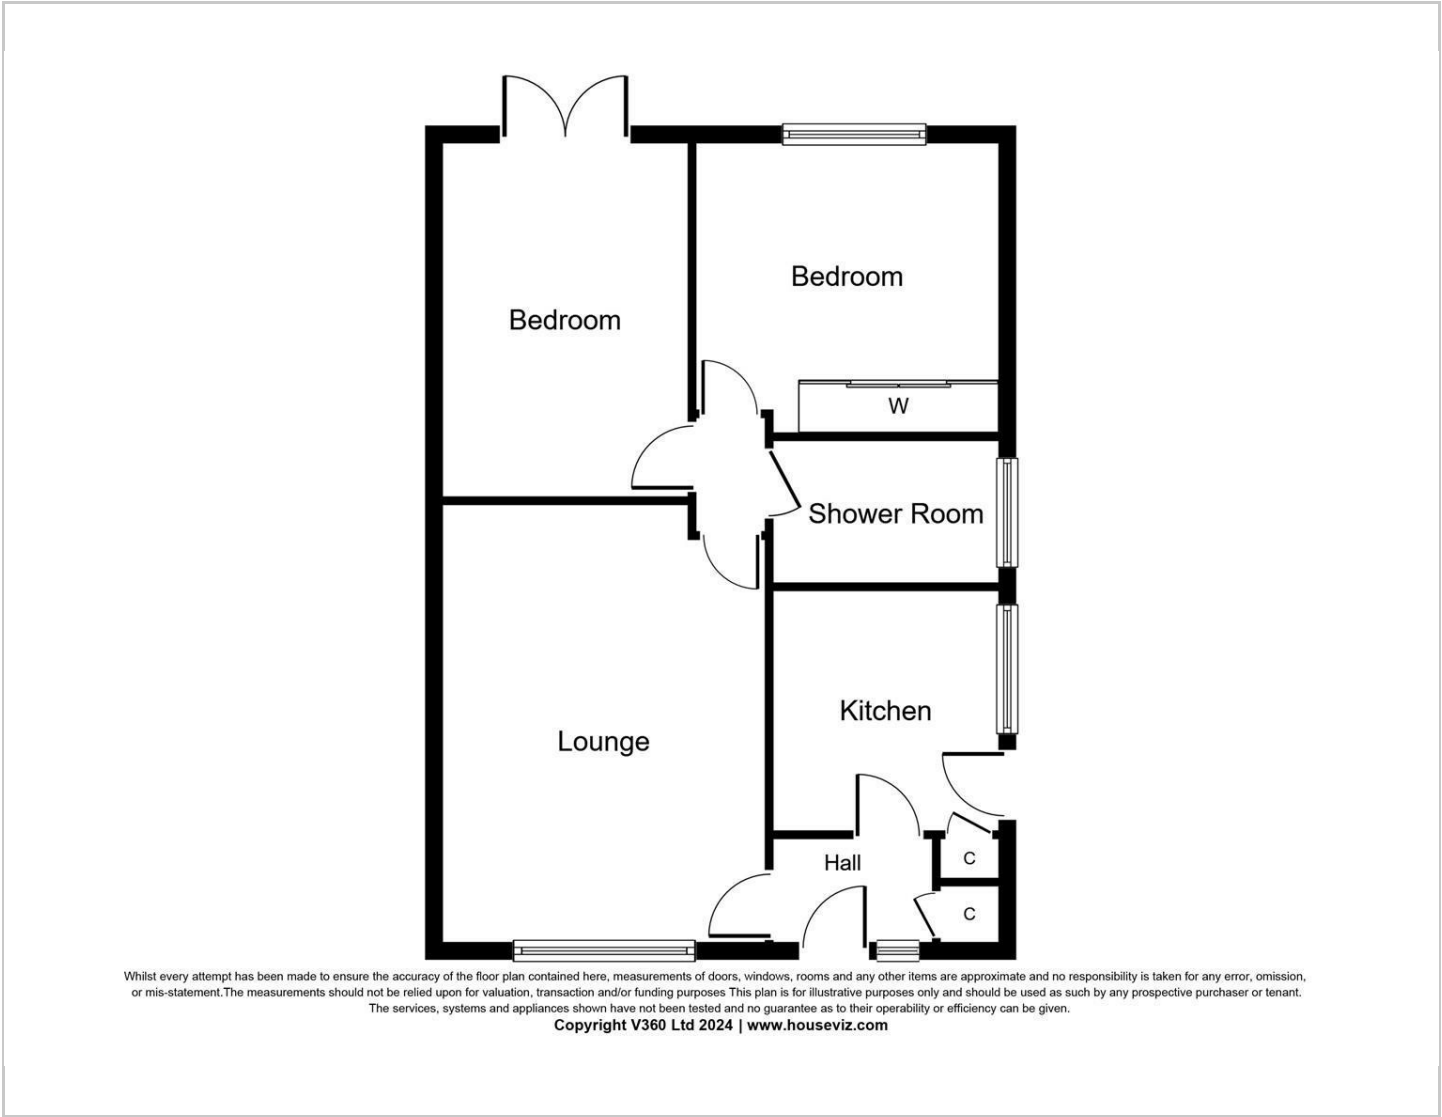 Bedroom
Bedroom
W
Shower Room
Kitchen
Lounge
Hall
C
C
Whilst every attempt has been made to ensure the accuracy of the floor plan contained here, measurements of doors, windows, rooms and any other items are approximate and no responsibility is taken for any error, omission,
or mis-statement.The measurements should not be relied upon for valuation, transaction and/or funding purposes This plan is for illustrative purposes only and should be used as such by any prospective purchaser or tenant.
The services, systems and appliances shown have not been tested and no guarantee as to their operability or efficiency can be given.
Copyright V360 Ltd 2024 | www.houseviz.com